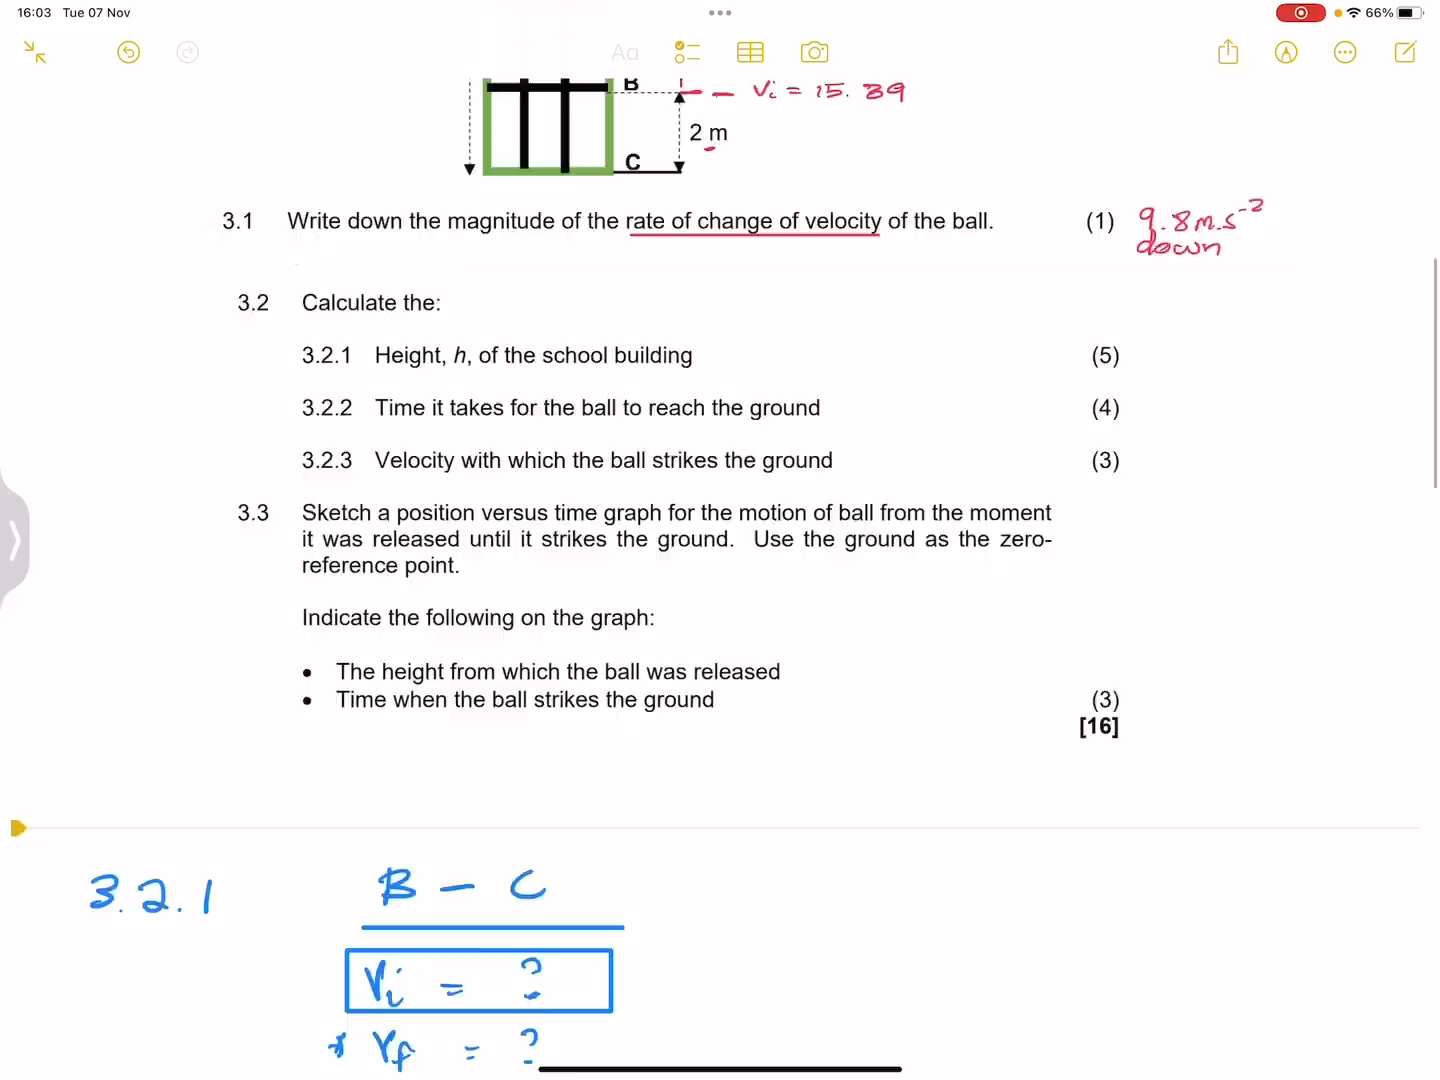 16:03 Tue 07 Nov
66%
Aa
B
Vi = 15.39
2 m
C
3.1 Write down the magnitude of the rate of change of velocity of the ball. (1) 9.8 m.s⁻²
down
3.2 Calculate the:
3.2.1 Height, h, of the school building (5)
3.2.2 Time it takes for the ball to reach the ground (4)
3.2.3 Velocity with which the ball strikes the ground (3)
3.3 Sketch a position versus time graph for the motion of ball from the moment
it was released until it strikes the ground. Use the ground as the zero-
reference point.
Indicate the following on the graph:
• The height from which the ball was released
• Time when the ball strikes the ground (3)
[16]
3.2.1 B - C
Vi = ?
* Vf = ?